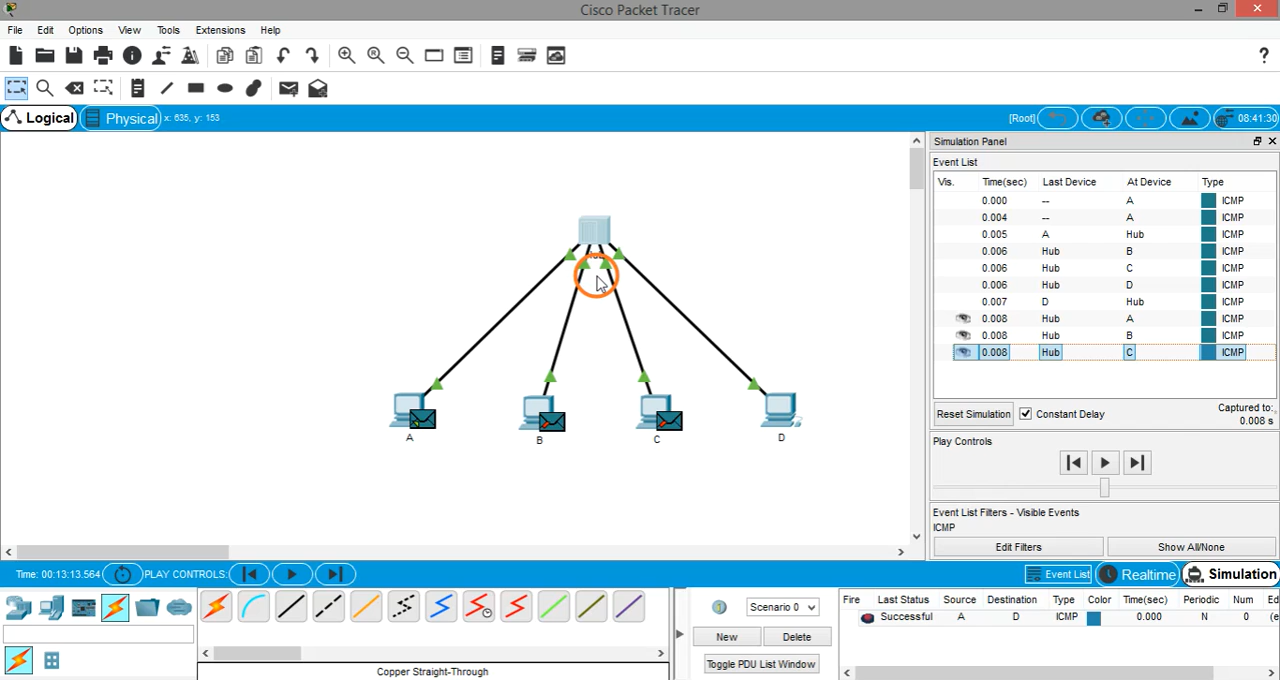 Cisco Packet Tracer
File Edit Options View Tools Extensions Help
?
Logical Physical x: 635, y: 153 [Root] 08:41:30
Simulation Panel
Event List
Vis. Time(sec) Last Device At Device Type
0.000 -- A ICMP
0.004 -- A ICMP
0.005 A Hub ICMP
0.006 Hub B ICMP
0.006 Hub C ICMP
0.006 Hub D ICMP
0.007 D Hub ICMP
0.008 Hub A ICMP
0.008 Hub B ICMP
0.008 Hub C ICMP
A B C D
Reset Simulation Constant Delay Captured to:
0.008 s
Play Controls
Event List Filters - Visible Events
ICMP
Edit Filters Show All/None
Time: 00:13:13.564 PLAY CONTROLS: Event List Realtime Simulation
Scenario 0
New Delete
Toggle PDU List Window
Fire Last Status Source Destination Type Color Time(sec) Periodic Num Ed
Successful A D ICMP 0.000 N 0 (e
Copper Straight-Through